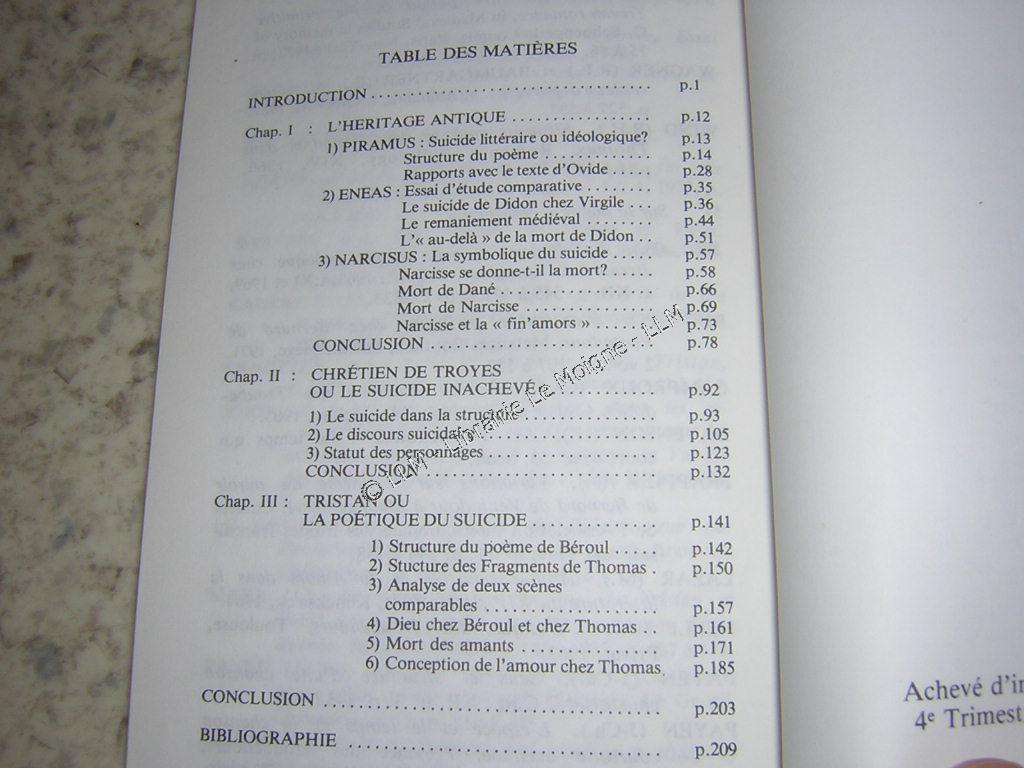 TABLE DES MATIÈRES
INTRODUCTION .................................... p.1
Chap. I : L'HERITAGE ANTIQUE .................. p.12
1) PIRAMUS : Suicide littéraire ou idéologique? p.13
Structure du poème .............. p.14
Rapports avec le texte d'Ovide ..... p.28
2) ENEAS : Essai d'étude comparative ........ p.35
Le suicide de Didon chez Virgile ... p.36
Le remaniement médiéval ......... p.44
L'« au-delà » de la mort de Didon .. p.51
3) NARCISUS : La symbolique du suicide ..... p.57
Narcisse se donne-t-il la mort? ..... p.58
Mort de Dané .................... p.66
Mort de Narcisse ................. p.69
Narcisse et la « fin'amors » ....... p.73
CONCLUSION ............................. p.78
Chap. II : CHRÉTIEN DE TROYES
OU LE SUICIDE INACHEVÉ ............. p.92
1) Le suicide dans la structure ................ p.93
2) Le discours suicidaire ..................... p.105
3) Statut des personnages .................... p.123
CONCLUSION ............................. p.132
Chap. III : TRISTAN OU
LA POÉTIQUE DU SUICIDE .............. p.141
1) Structure du poème de Béroul ..... p.142
2) Stucture des Fragments de Thomas . p.150
3) Analyse de deux scènes
comparables ...................... p.157
4) Dieu chez Béroul et chez Thomas .. p.161
5) Mort des amants ................. p.171
6) Conception de l'amour chez Thomas p.185
CONCLUSION ......................................... p.203
BIBLIOGRAPHIE ...................................... p.209
Achevé d'in
4e Trimest
© LLM - Librairie Le Moigne - LLM